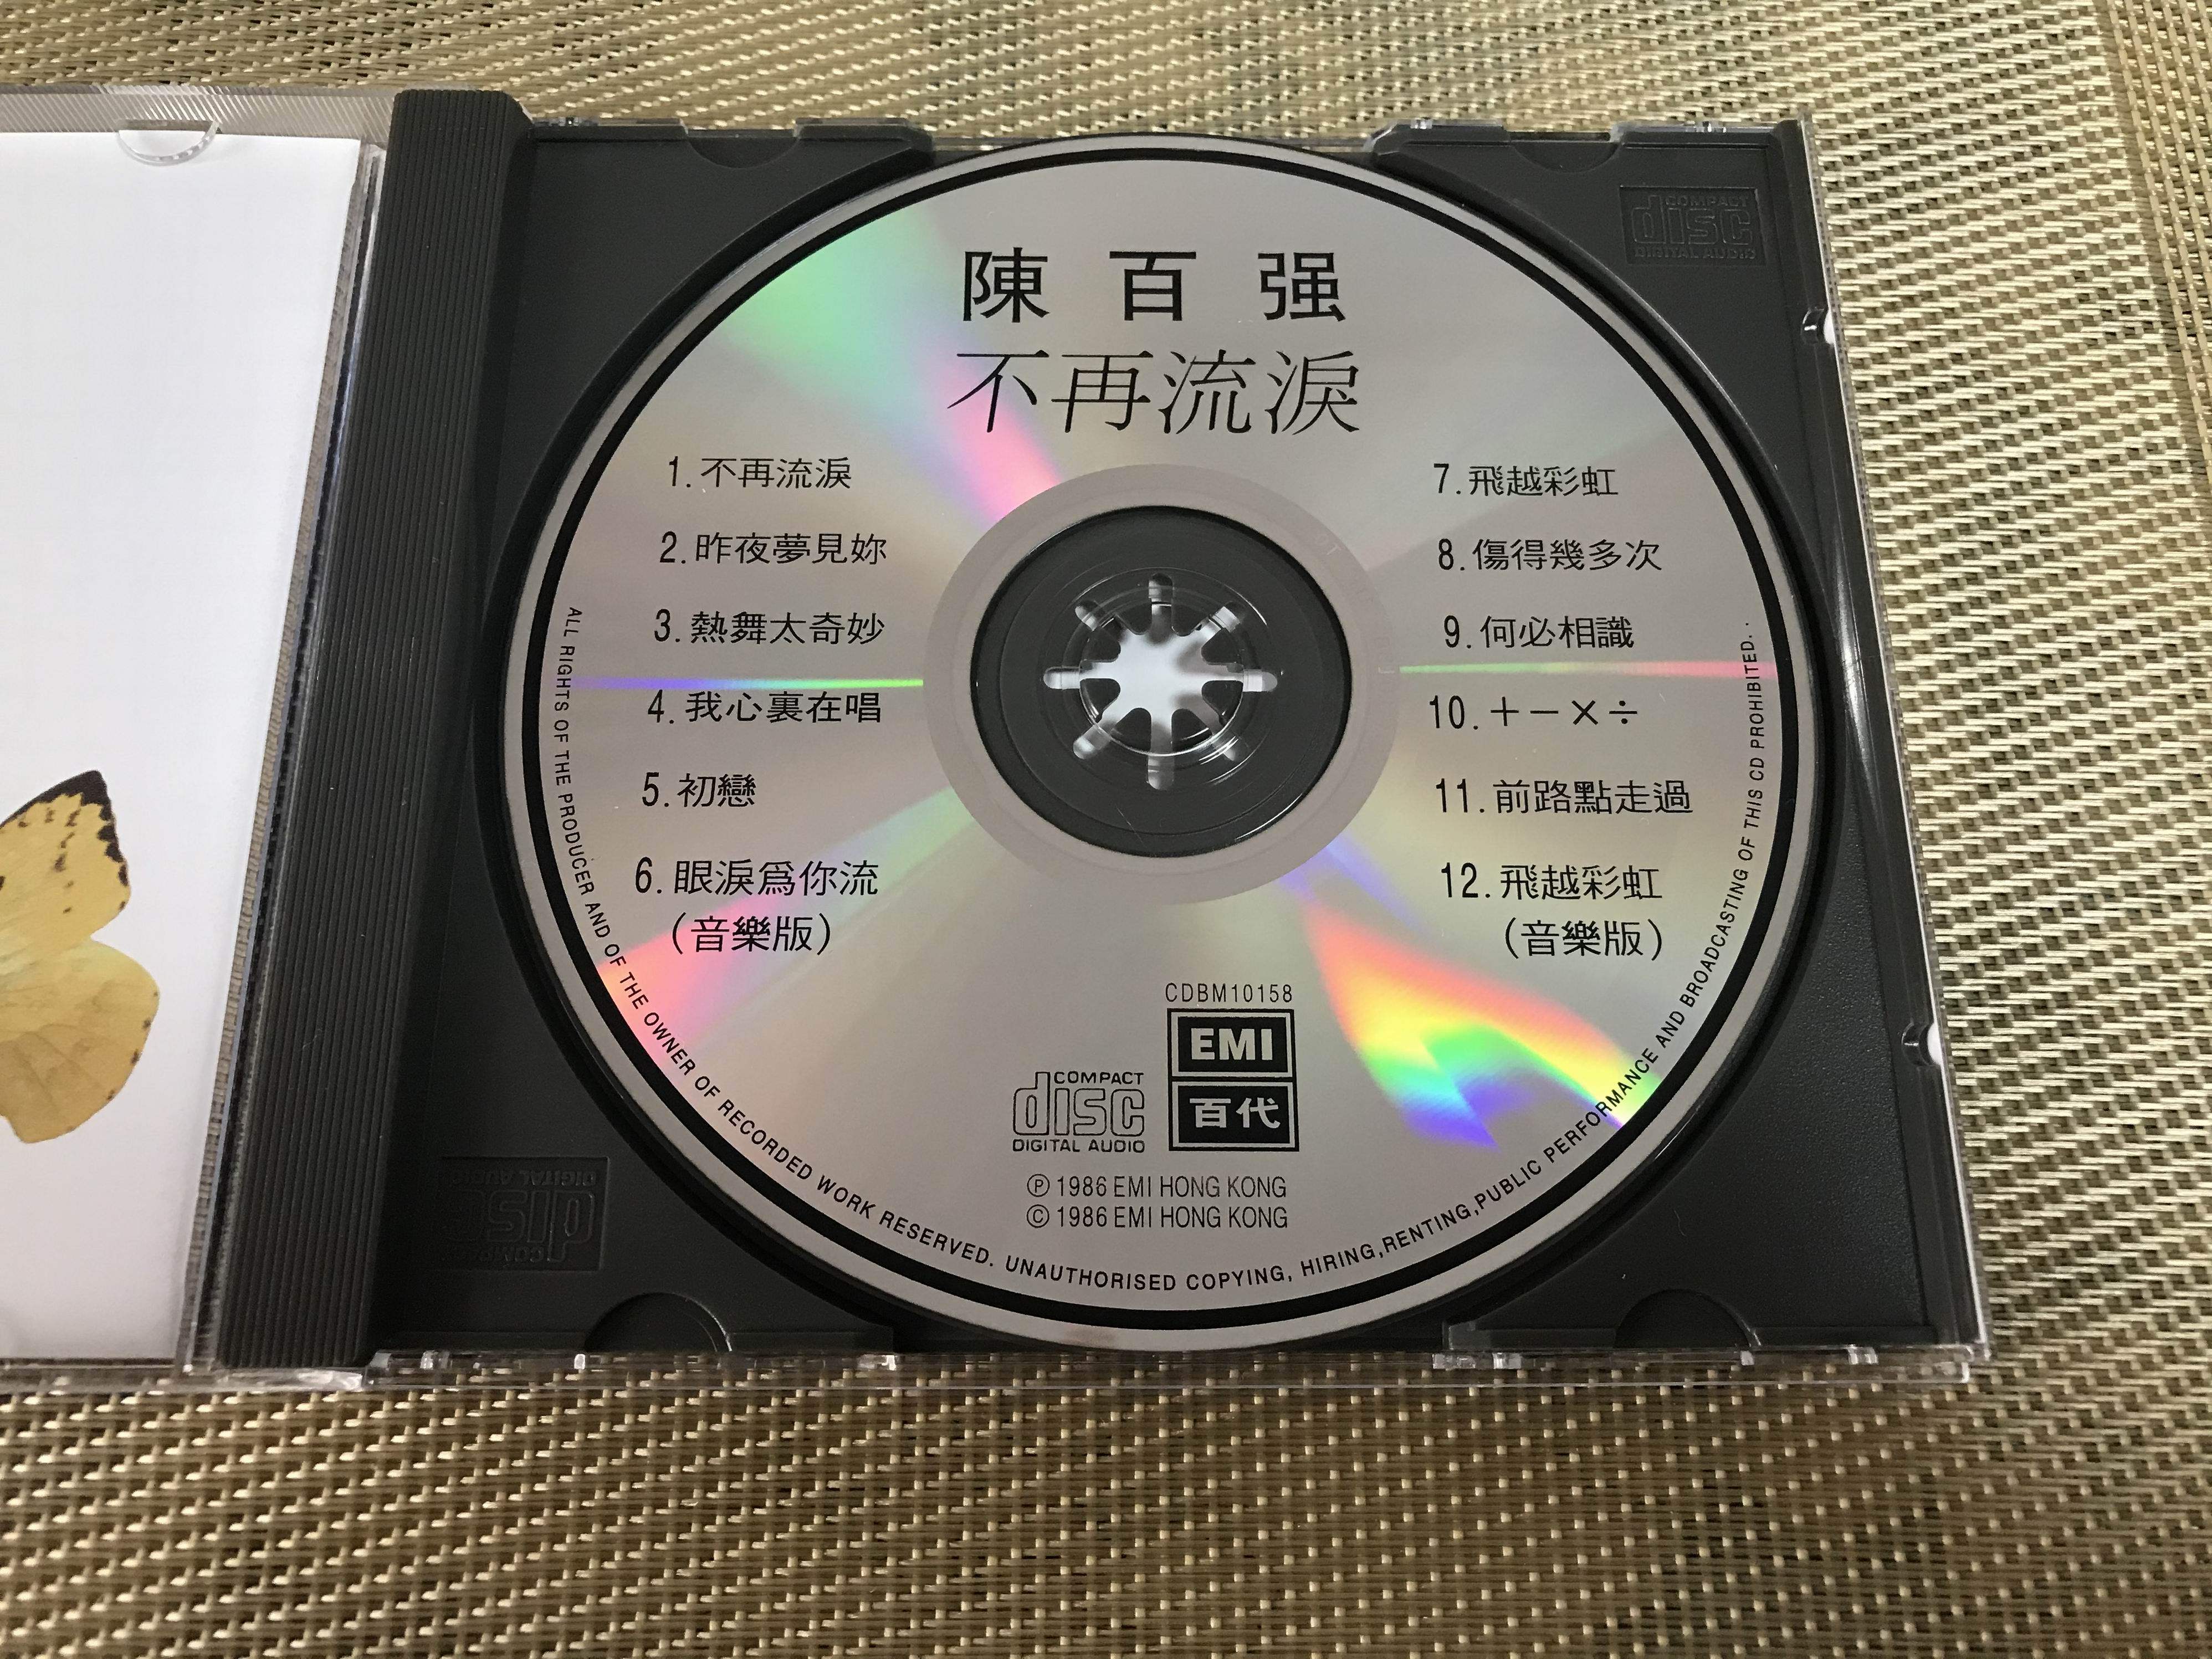 陳百强
不再流淚
1.不再流淚
2.昨夜夢見妳
3.熱舞太奇妙
4.我心裏在唱
5.初戀
6.眼淚爲你流
(音樂版)
7.飛越彩虹
8.傷得幾多次
9.何必相識
10.+－×÷
11.前路點走過
12.飛越彩虹
(音樂版)
CDBM10158
EMI
百代
COMPACT
disc
DIGITAL AUDIO
℗ 1986 EMI HONG KONG
© 1986 EMI HONG KONG
ALL RIGHTS OF THE PRODUCER AND OF THE OWNER OF RECORDED WORK RESERVED. UNAUTHORISED COPYING, HIRING,RENTING,PUBLIC PERFORMANCE AND BROADCASTING OF THIS CD PROHIBITED.
COMPACT
disc
DIGITAL AUDIO
COMPACT
disc
DIGITAL AUDIO